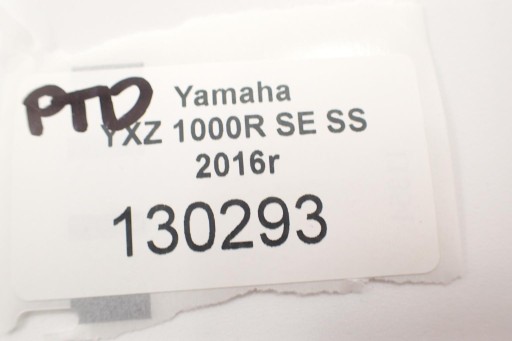 PTD Yamaha
YXZ 1000R SE SS
2016r
130293